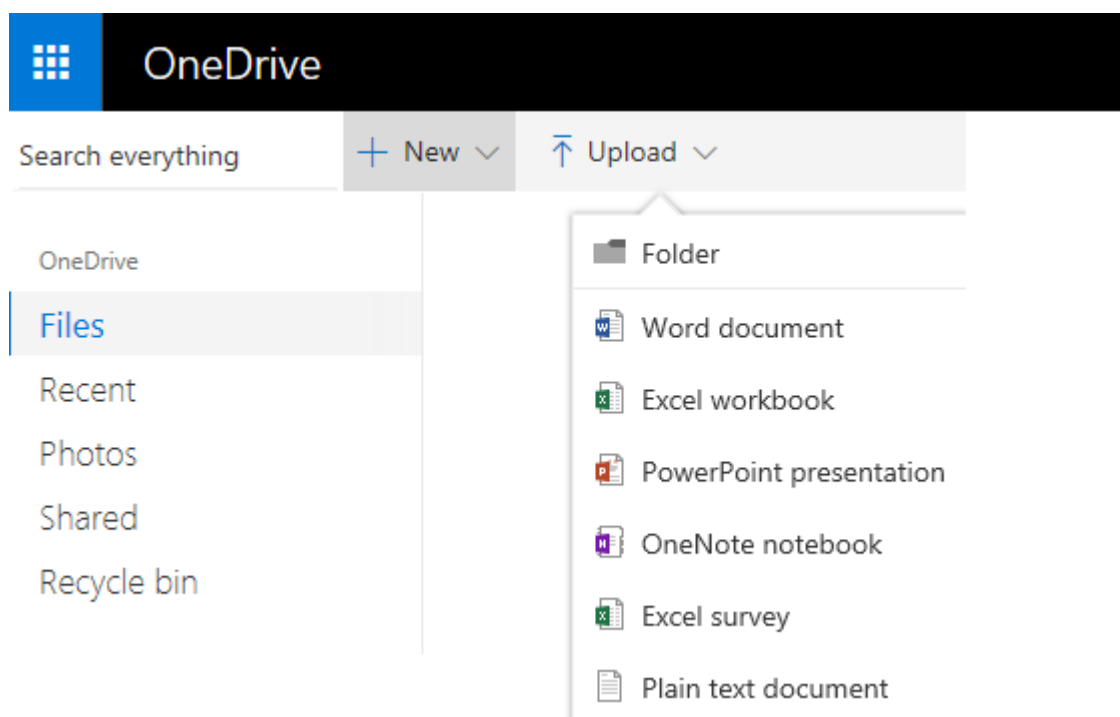 OneDrive
Search everything
New
Upload
OneDrive
Files
Recent
Photos
Shared
Recycle bin
Folder
Word document
Excel workbook
PowerPoint presentation
OneNote notebook
Excel survey
Plain text document